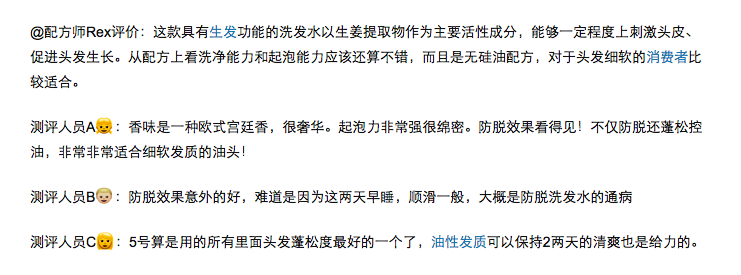 @配方师Rex评价：这款具有生发功能的洗发水以生姜提取物作为主要活性成分，能够一定程度上刺激头皮、
促进头发生长。从配方上看洗净能力和起泡能力应该还算不错，而且是无硅油配方，对于头发细软的消费者比
较适合。
测评人员A👱‍♀️：香味是一种欧式宫廷香，很奢华。起泡力非常强很绵密。防脱效果看得见！不仅防脱还蓬松控
油，非常非常适合细软发质的油头！
测评人员B👴🏼：防脱效果意外的好，难道是因为这两天早睡，顺滑一般，大概是防脱洗发水的通病
测评人员C👱‍♀️：5号算是用的所有里面头发蓬松度最好的一个了，油性发质可以保持2两天的清爽也是给力的。